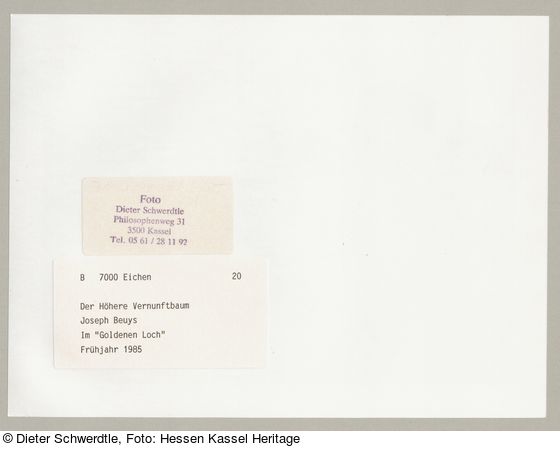 Foto
Dieter Schwerdtle
Philosophenweg 31
3500 Kassel
Tel. 05 61 / 28 11 92
B 7000 Eichen 20
Der Höhere Vernunftbaum
Joseph Beuys
Im "Goldenen Loch"
Frühjahr 1985
© Dieter Schwerdtle, Foto: Hessen Kassel Heritage